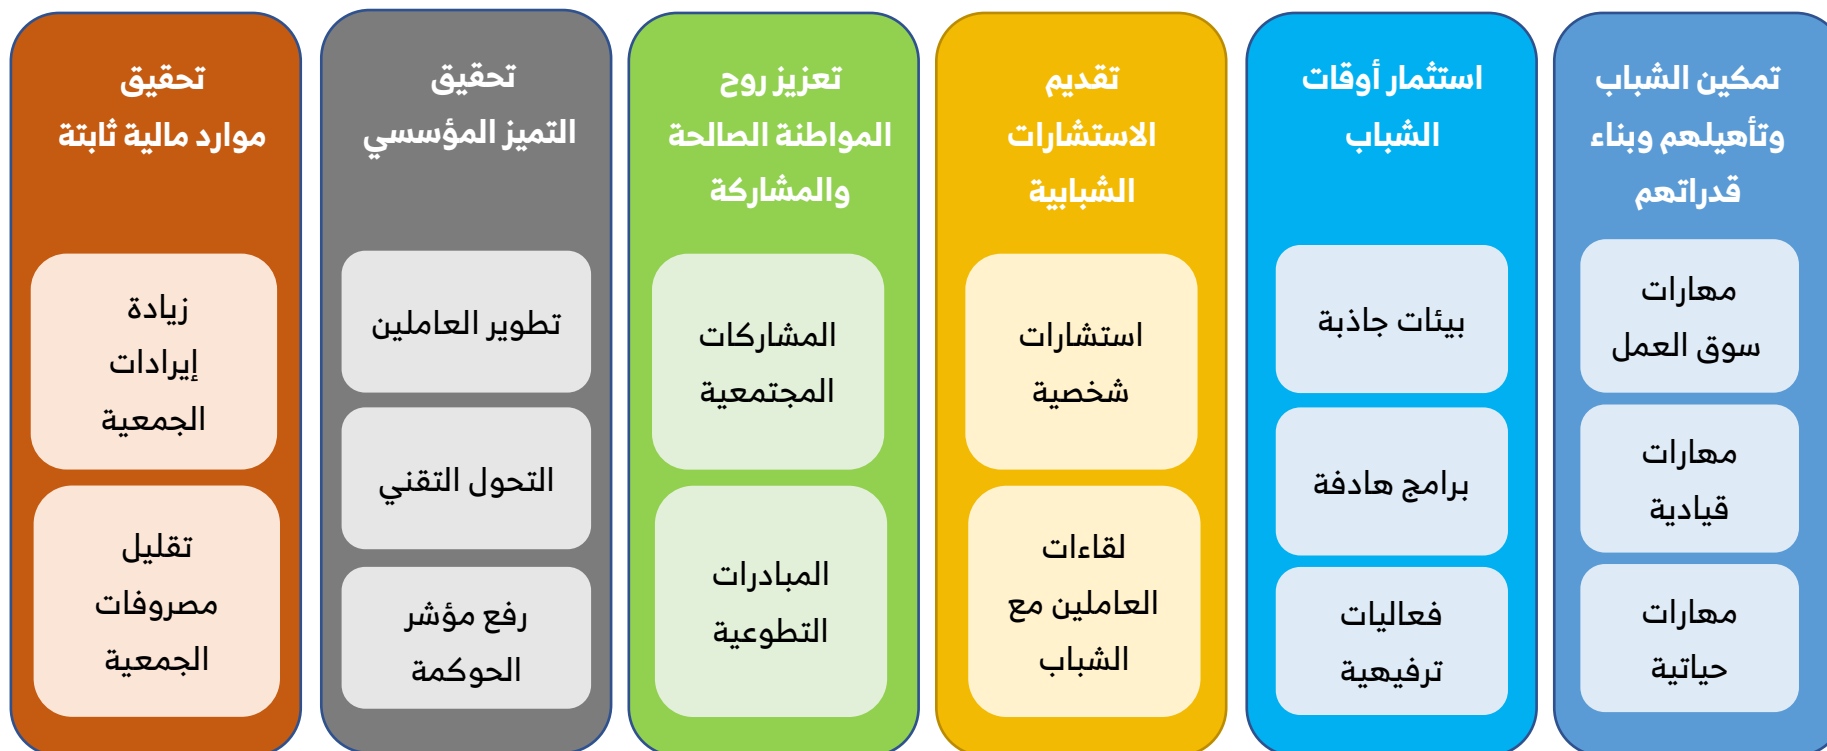 تمكين الشباب
وتأهيلهم وبناء
قدراتهم
مهارات
سوق العمل
مهارات
قيادية
مهارات
حياتية
استثمار أوقات
الشباب
بيئات جاذبة
برامج هادفة
فعاليات
ترفيهية
تقديم
الاستشارات
الشبابية
استشارات
شخصية
لقاءات
العاملين مع
الشباب
تعزيز روح
المواطنة الصالحة
والمشاركة
المشاركات
المجتمعية
المبادرات
التطوعية
تحقيق
التميز المؤسسي
تطوير العاملين
التحول التقني
رفع مؤشر
الحوكمة
تحقيق
موارد مالية ثابتة
زيادة
إيرادات
الجمعية
تقليل
مصروفات
الجمعية